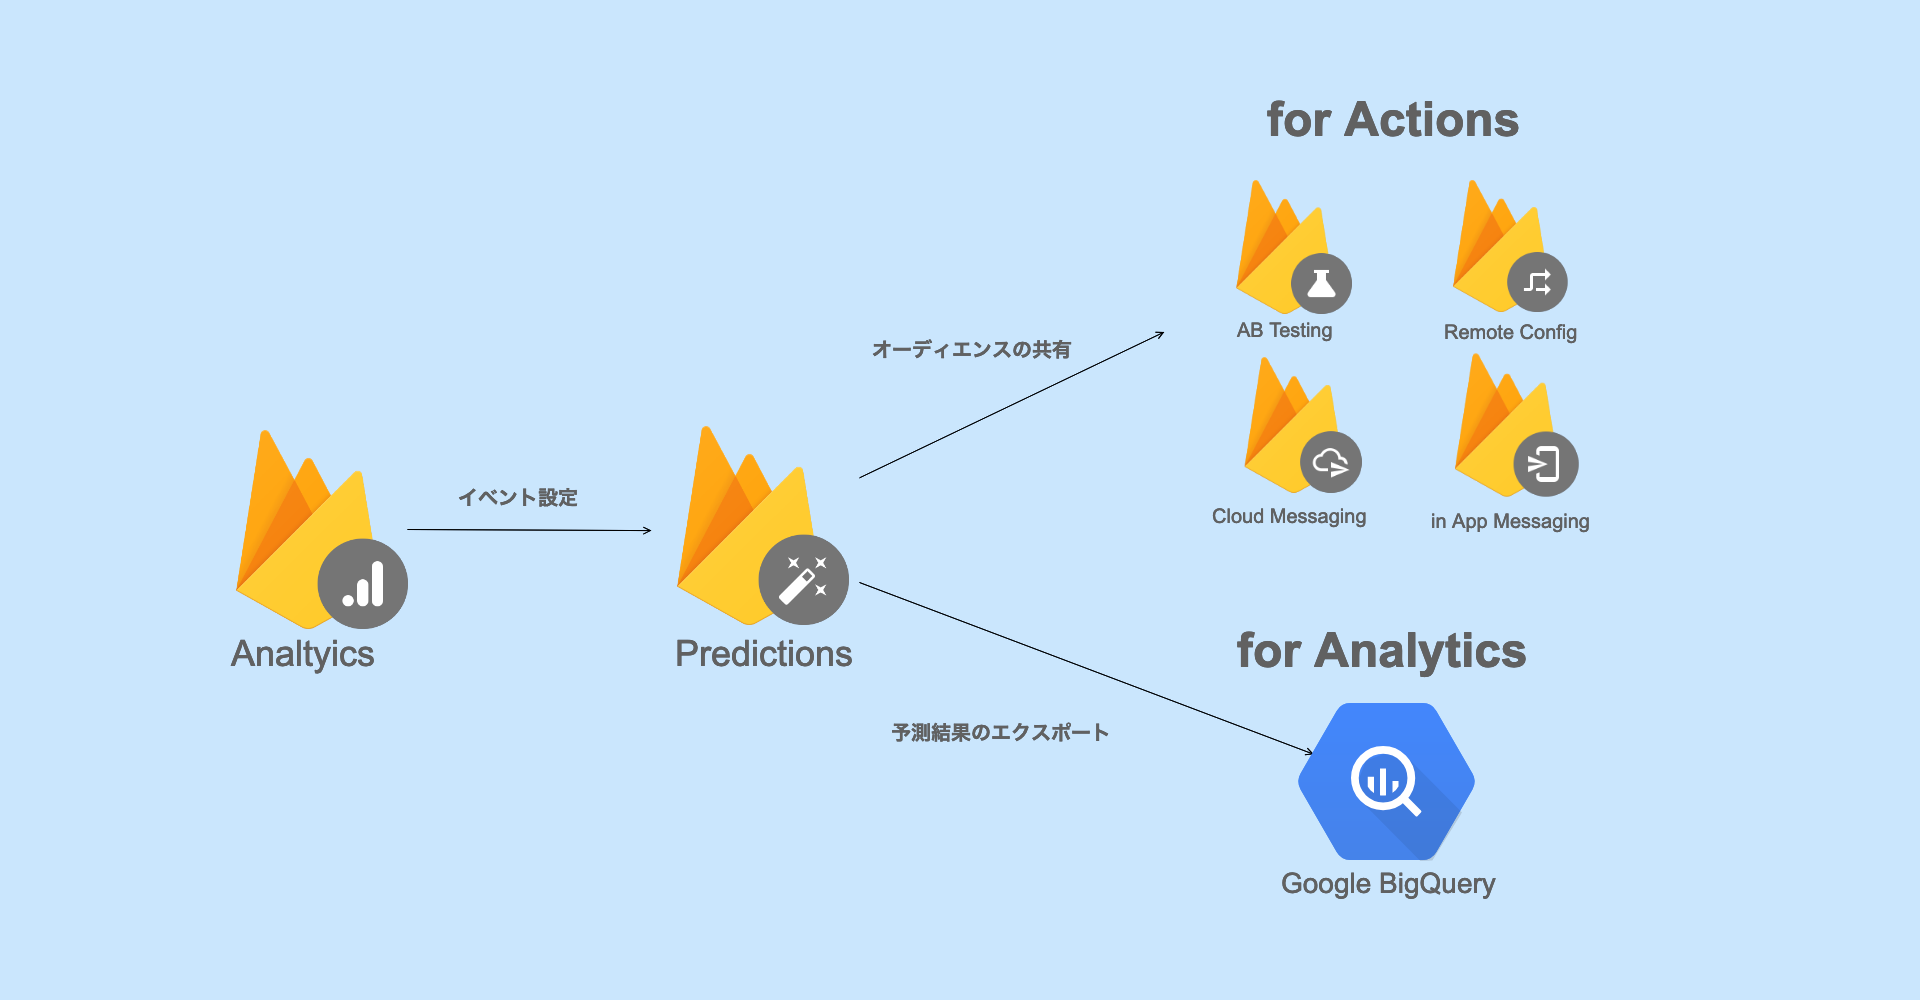 for Actions
AB Testing
Remote Config
オーディエンスの共有
Cloud Messaging
in App Messaging
イベント設定
Analtyics
Predictions
for Analytics
予測結果のエクスポート
Google BigQuery